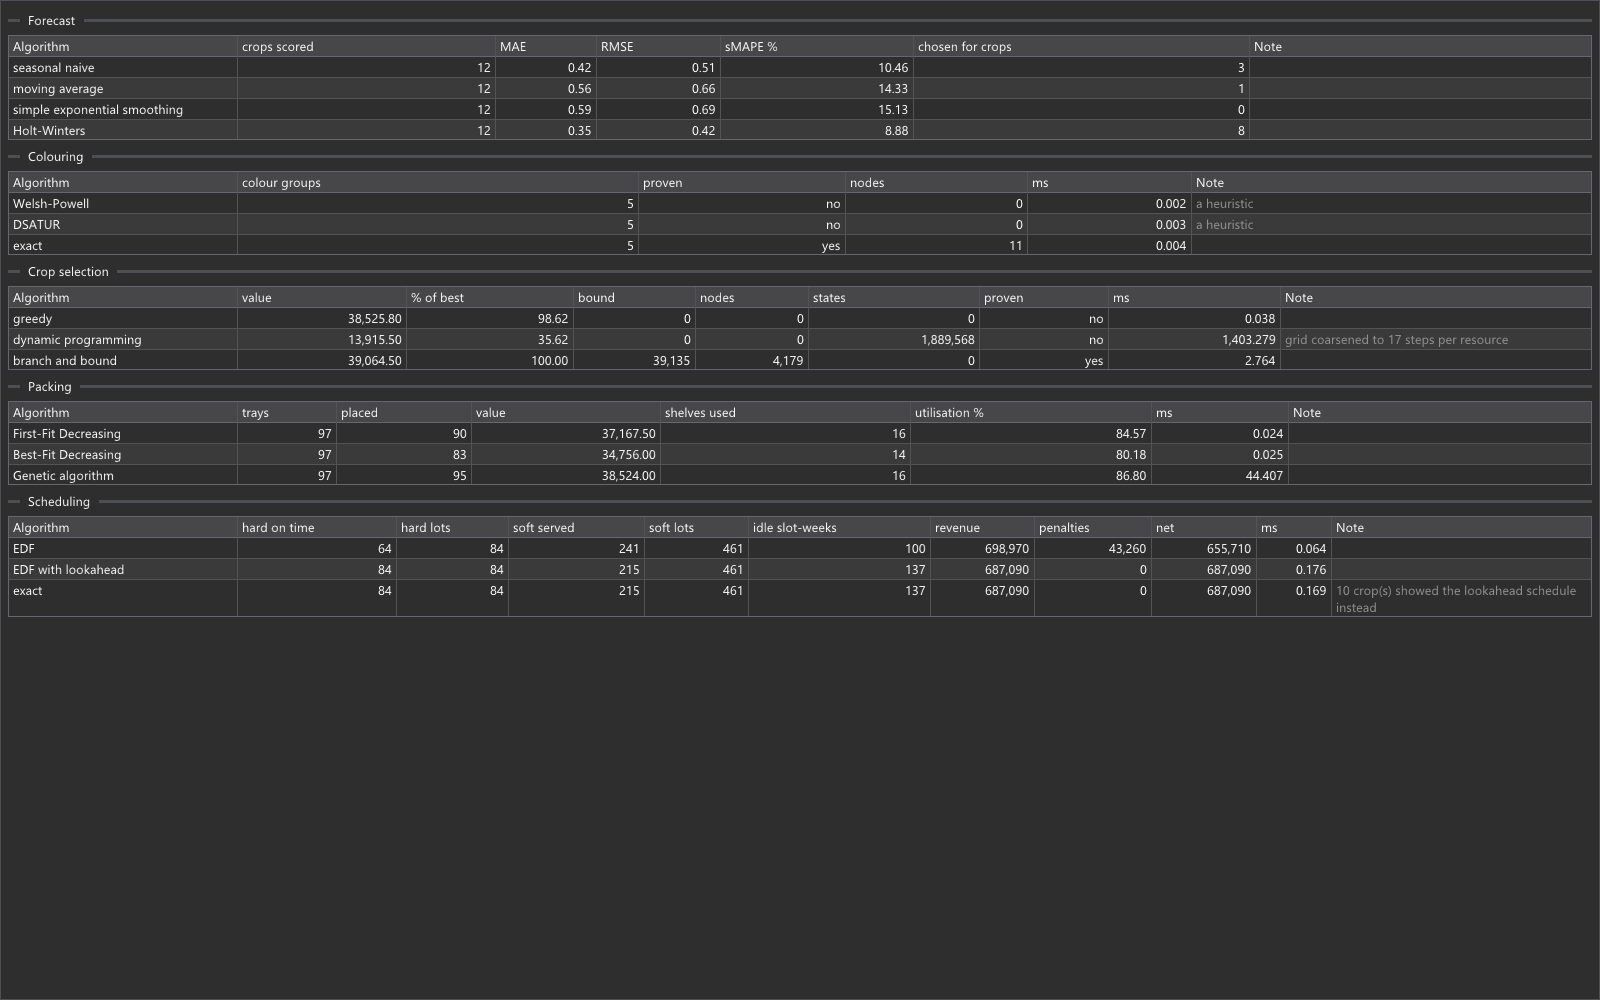 Forecast
Algorithm crops scored MAE RMSE sMAPE % chosen for crops Note
seasonal naive 12 0.42 0.51 10.46 3
moving average 12 0.56 0.66 14.33 1
simple exponential smoothing 12 0.59 0.69 15.13 0
Holt-Winters 12 0.35 0.42 8.88 8
Colouring
Algorithm colour groups proven nodes ms Note
Welsh-Powell 5 no 0 0.002 a heuristic
DSATUR 5 no 0 0.003 a heuristic
exact 5 yes 11 0.004
Crop selection
Algorithm value % of best bound nodes states proven ms Note
greedy 38,525.80 98.62 0 0 0 no 0.038
dynamic programming 13,915.50 35.62 0 0 1,889,568 no 1,403.279 grid coarsened to 17 steps per resource
branch and bound 39,064.50 100.00 39,135 4,179 0 yes 2.764
Packing
Algorithm trays placed value shelves used utilisation % ms Note
First-Fit Decreasing 97 90 37,167.50 16 84.57 0.024
Best-Fit Decreasing 97 83 34,756.00 14 80.18 0.025
Genetic algorithm 97 95 38,524.00 16 86.80 44.407
Scheduling
Algorithm hard on time hard lots soft served soft lots idle slot-weeks revenue penalties net ms Note
EDF 64 84 241 461 100 698,970 43,260 655,710 0.064
EDF with lookahead 84 84 215 461 137 687,090 0 687,090 0.176
exact 84 84 215 461 137 687,090 0 687,090 0.169 10 crop(s) showed the lookahead schedule
instead